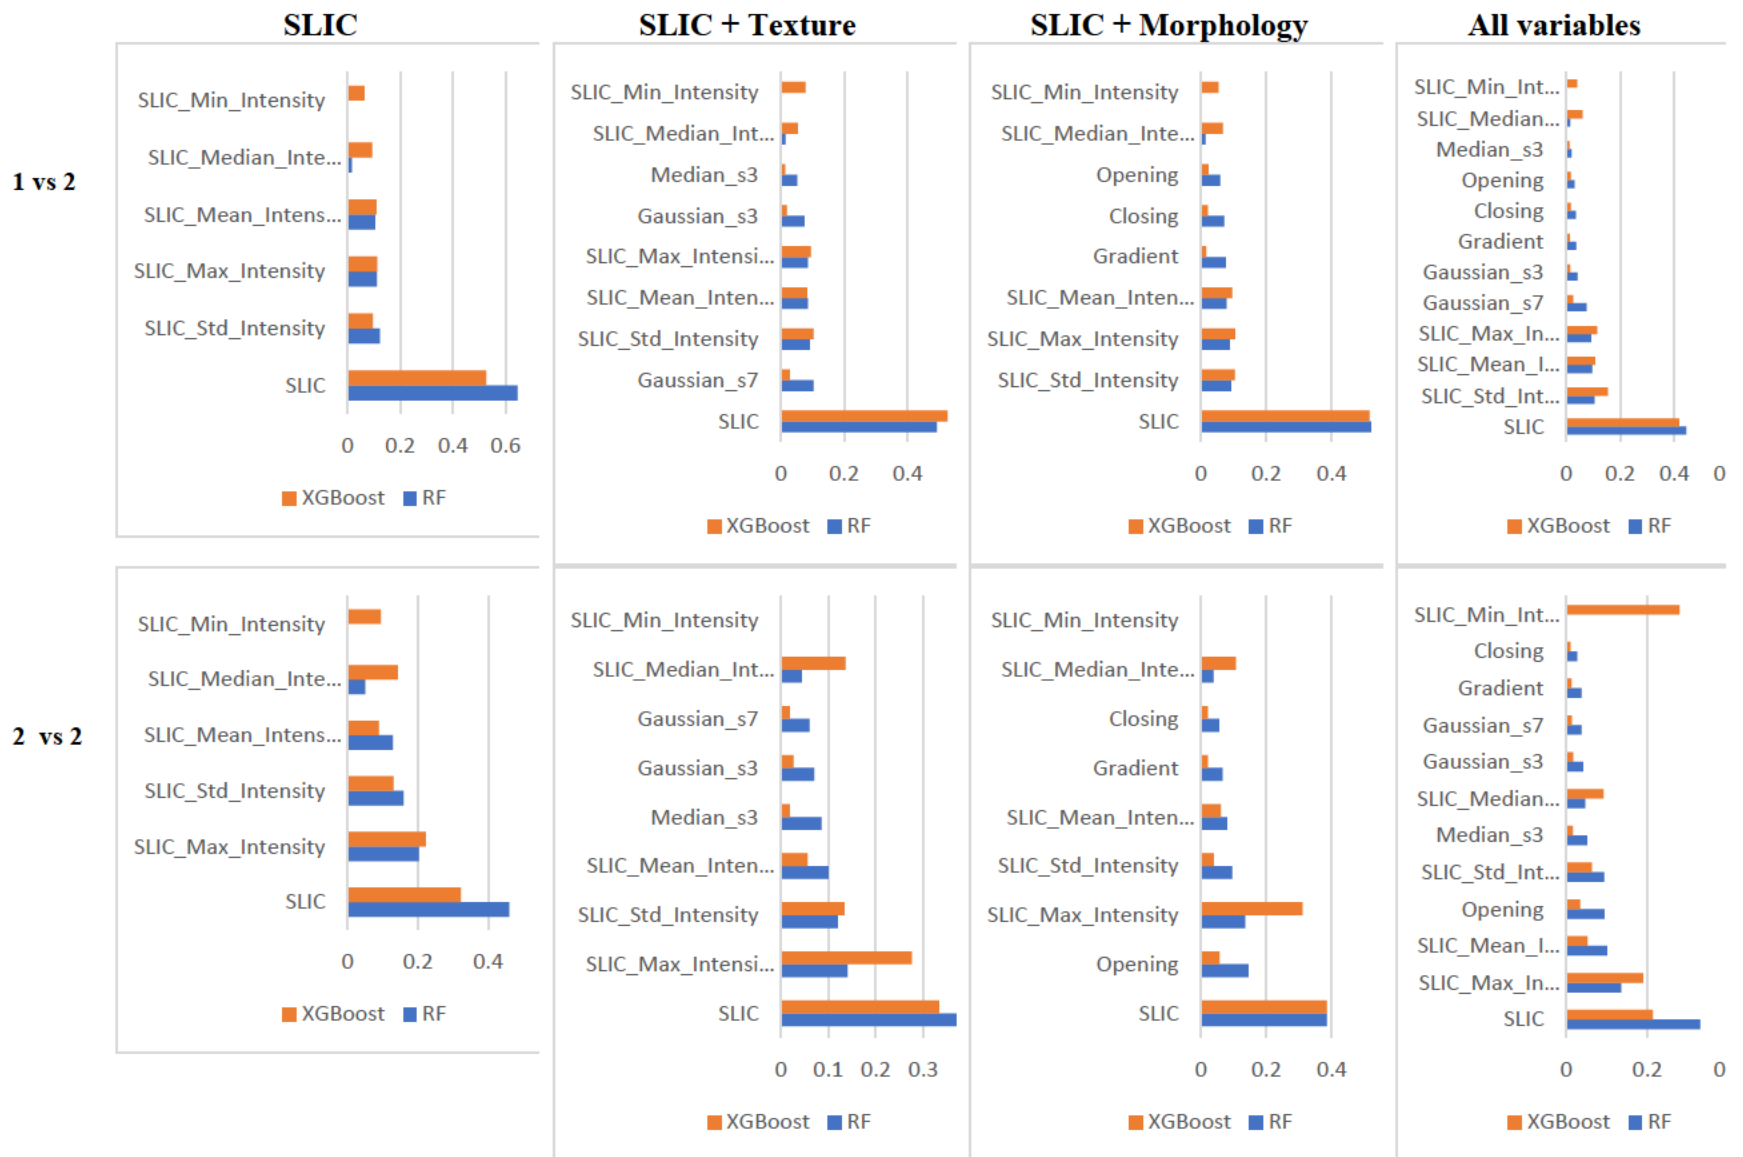 SLIC
SLIC + Texture
SLIC + Morphology
All variables
1 vs 2
SLIC_Min_Intensity
SLIC_Median_Inte...
SLIC_Mean_Intens...
SLIC_Max_Intensity
SLIC_Std_Intensity
SLIC
0 0.2 0.4 0.6
XGBoost RF
SLIC_Min_Intensity
SLIC_Median_Int...
Median_s3
Gaussian_s3
SLIC_Max_Intensi...
SLIC_Mean_Inten...
SLIC_Std_Intensity
Gaussian_s7
SLIC
0 0.2 0.4
XGBoost RF
SLIC_Min_Intensity
SLIC_Median_Inte...
Opening
Closing
Gradient
SLIC_Mean_Inten...
SLIC_Max_Intensity
SLIC_Std_Intensity
SLIC
0 0.2 0.4
XGBoost RF
SLIC_Min_Int...
SLIC_Median...
Median_s3
Opening
Closing
Gradient
Gaussian_s3
Gaussian_s7
SLIC_Max_In...
SLIC_Mean_I...
SLIC_Std_Int...
SLIC
0 0.2 0.4 0
XGBoost RF
2 vs 2
SLIC_Min_Intensity
SLIC_Median_Inte...
SLIC_Mean_Intens...
SLIC_Std_Intensity
SLIC_Max_Intensity
SLIC
0 0.2 0.4
XGBoost RF
SLIC_Min_Intensity
SLIC_Median_Int...
Gaussian_s7
Gaussian_s3
Median_s3
SLIC_Mean_Inten...
SLIC_Std_Intensity
SLIC_Max_Intensi...
SLIC
0 0.1 0.2 0.3
XGBoost RF
SLIC_Min_Intensity
SLIC_Median_Inte...
Closing
Gradient
SLIC_Mean_Inten...
SLIC_Std_Intensity
SLIC_Max_Intensity
Opening
SLIC
0 0.2 0.4
XGBoost RF
SLIC_Min_Int...
Closing
Gradient
Gaussian_s7
Gaussian_s3
SLIC_Median...
Median_s3
SLIC_Std_Int...
Opening
SLIC_Mean_I...
SLIC_Max_In...
SLIC
0 0.2 0
XGBoost RF